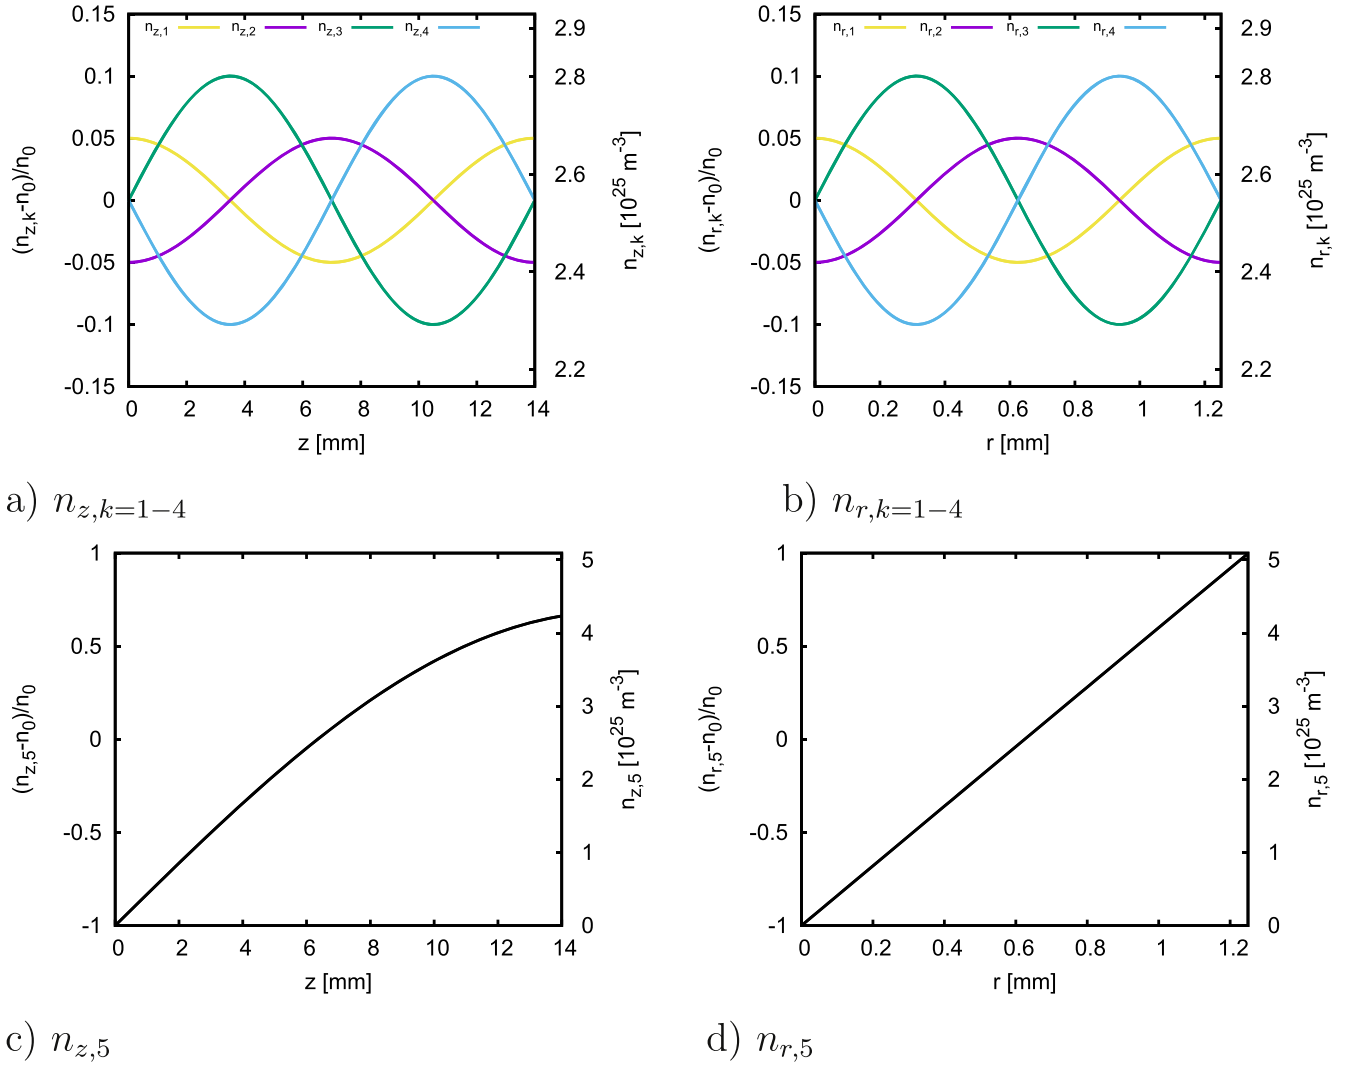 n_z,1 n_z,2 n_z,3 n_z,4
0.15
0.1
0.05
0
-0.05
-0.1
-0.15
(n_z,k-n_0)/n_0
2.9
2.8
2.6
2.5
2.4
2.2
n_z,k [10^25 m^-3]
0 2 4 6 8 10 12 14
z [mm]
a) n_z,k=1−4
n_r,1 n_r,2 n_r,3 n_r,4
0.15
0.1
0.05
0
-0.05
-0.1
-0.15
(n_r,k-n_0)/n_0
2.9
2.8
2.6
2.5
2.4
2.2
n_r,k [10^25 m^-3]
0 0.2 0.4 0.6 0.8 1 1.2
r [mm]
b) n_r,k=1−4
1
0.5
0
-0.5
-1
(n_z,5-n_0)/n_0
5
4
3
2
1
0
n_z,5 [10^25 m^-3]
0 2 4 6 8 10 12 14
z [mm]
c) n_z,5
1
0.5
0
-0.5
-1
(n_r,5-n_0)/n_0
5
4
3
2
1
0
n_r,5 [10^25 m^-3]
0 0.2 0.4 0.6 0.8 1 1.2
r [mm]
d) n_r,5